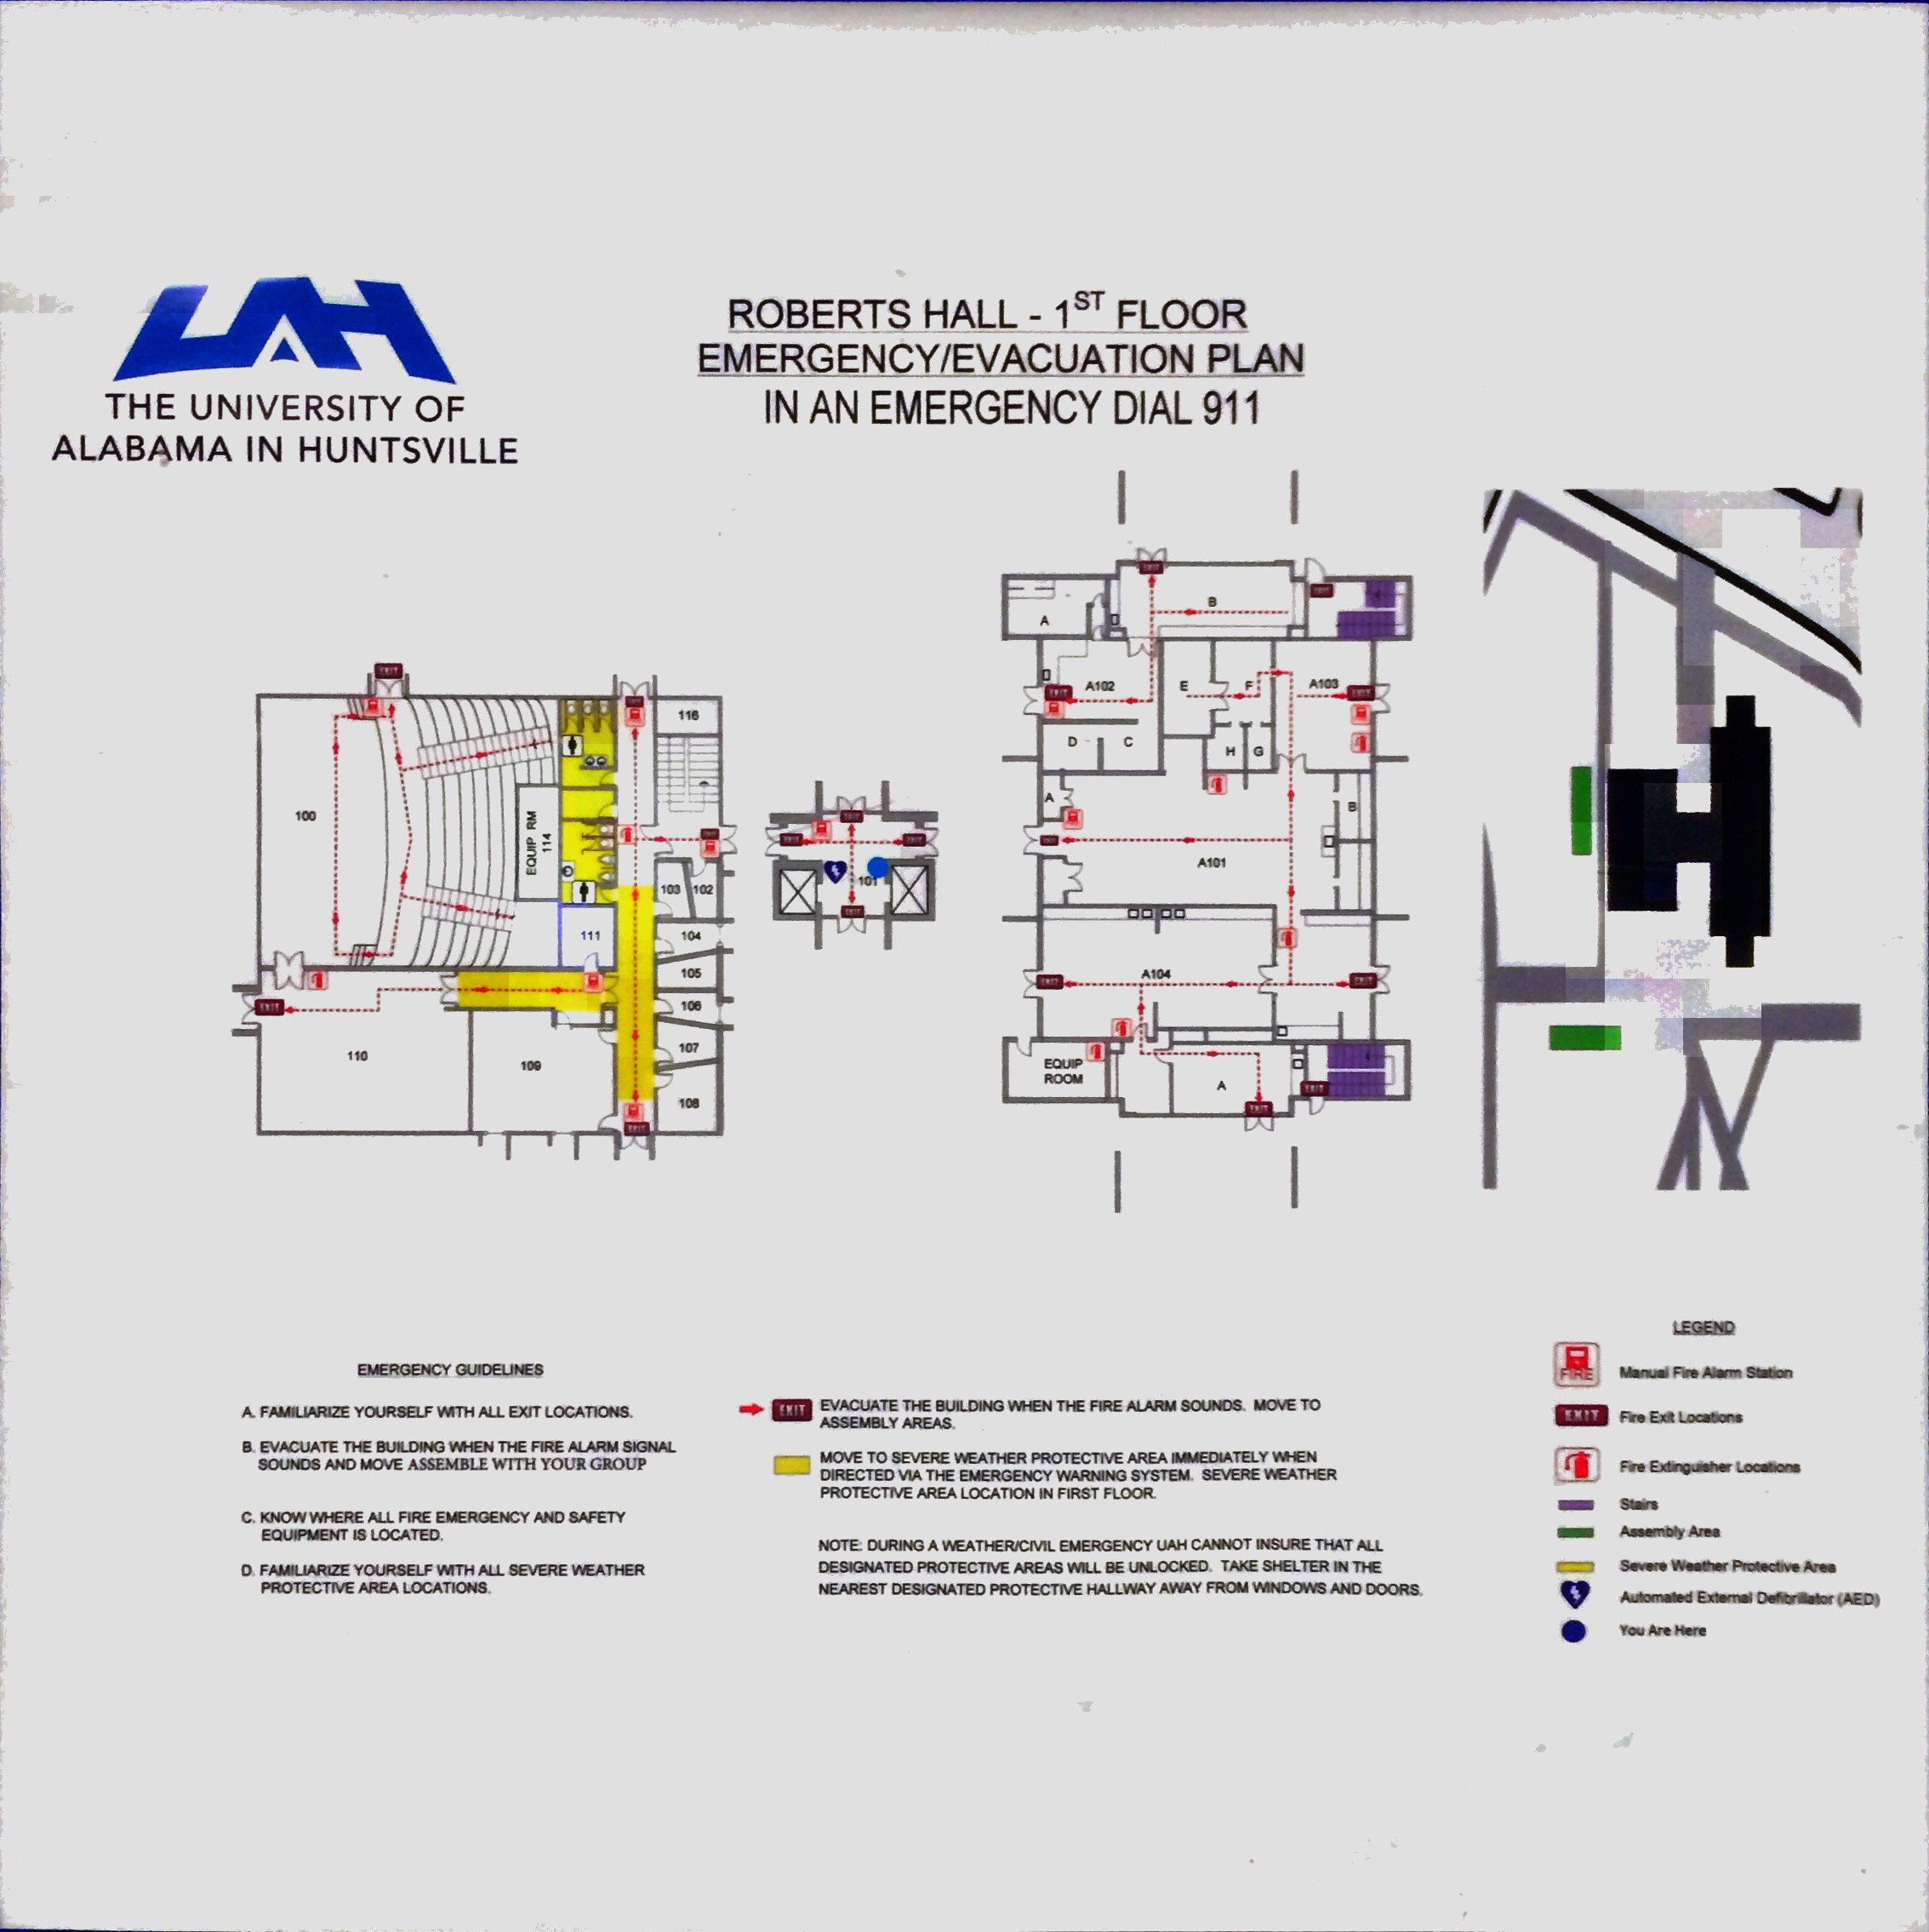 UAH
THE UNIVERSITY OF
ALABAMA IN HUNTSVILLE
ROBERTS HALL - 1ST FLOOR
EMERGENCY/EVACUATION PLAN
IN AN EMERGENCY DIAL 911
EXIT
100
EQUIP RM
114
116
103
102
111
104
105
106
107
108
109
110
EXIT
EXIT
EXIT
EXIT
EXIT
EXIT
EXIT
101
EXIT
EXIT
EXIT
A
B
EXIT
A102
E
F
A103
EXIT
D
C
H
G
A
B
EXIT
A101
A104
EXIT
EXIT
EQUIP
ROOM
A
EXIT
EXIT
EMERGENCY GUIDELINES
A. FAMILIARIZE YOURSELF WITH ALL EXIT LOCATIONS.
B. EVACUATE THE BUILDING WHEN THE FIRE ALARM SIGNAL
SOUNDS AND MOVE ASSEMBLE WITH YOUR GROUP
C. KNOW WHERE ALL FIRE EMERGENCY AND SAFETY
EQUIPMENT IS LOCATED.
D. FAMILIARIZE YOURSELF WITH ALL SEVERE WEATHER
PROTECTIVE AREA LOCATIONS.
EXIT EVACUATE THE BUILDING WHEN THE FIRE ALARM SOUNDS. MOVE TO
ASSEMBLY AREAS.
MOVE TO SEVERE WEATHER PROTECTIVE AREA IMMEDIATELY WHEN
DIRECTED VIA THE EMERGENCY WARNING SYSTEM. SEVERE WEATHER
PROTECTIVE AREA LOCATION IN FIRST FLOOR.
NOTE: DURING A WEATHER/CIVIL EMERGENCY UAH CANNOT INSURE THAT ALL
DESIGNATED PROTECTIVE AREAS WILL BE UNLOCKED. TAKE SHELTER IN THE
NEAREST DESIGNATED PROTECTIVE HALLWAY AWAY FROM WINDOWS AND DOORS.
LEGEND
FIRE Manual Fire Alarm Station
EXIT Fire Exit Locations
Fire Extinguisher Locations
Stairs
Assembly Area
Severe Weather Protective Area
Automated External Defibrillator (AED)
You Are Here